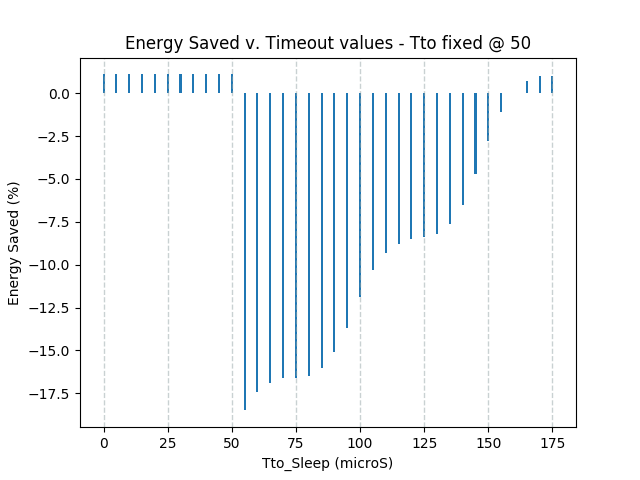 Energy Saved v. Timeout values - Tto fixed @ 50
Energy Saved (%)
0.0
−2.5
−5.0
−7.5
−10.0
−12.5
−15.0
−17.5
0 25 50 75 100 125 150 175
Tto_Sleep (microS)